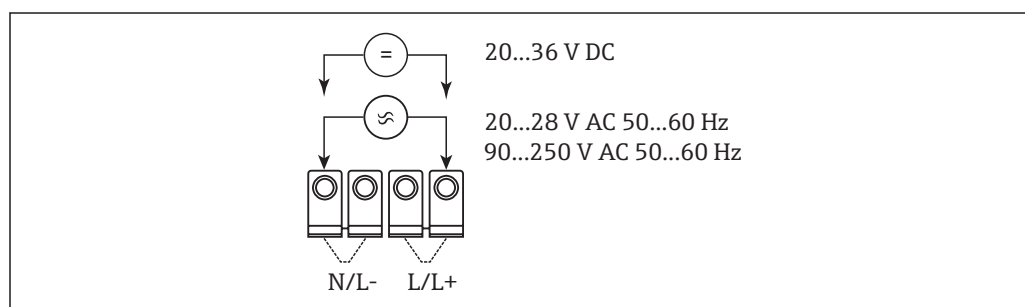 20...36 V DC
20...28 V AC 50...60 Hz
90...250 V AC 50...60 Hz
N/L- L/L+